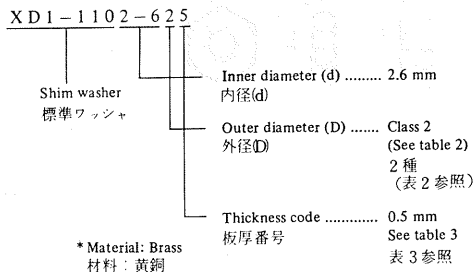 XD1-1102-625
Inner diameter (d) ......... 2.6 mm
Shim washer
内径(d)
標準ワッシャ
Outer diameter (D) ....... Class 2
外径(D)
(See table 2)
2種
(表2参照)
Thickness code ............. 0.5 mm
板厚番号
See table 3
表3参照
* Material: Brass
材料:黄銅